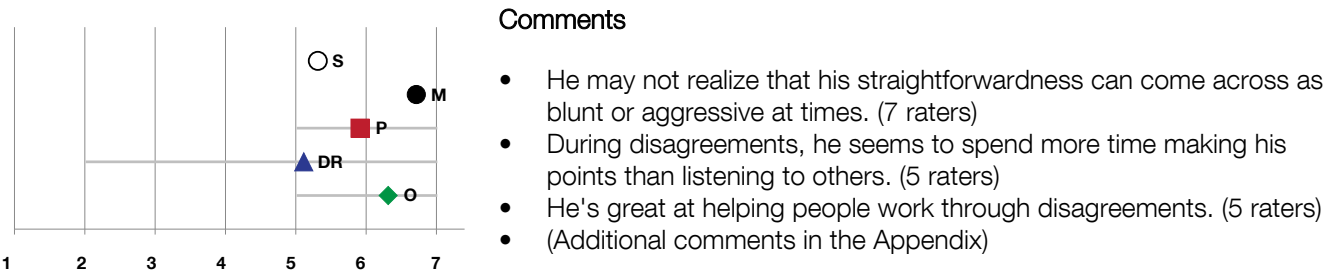 Comments
S
M
P
DR
O
1 2 3 4 5 6 7
• He may not realize that his straightforwardness can come across as
blunt or aggressive at times. (7 raters)
• During disagreements, he seems to spend more time making his
points than listening to others. (5 raters)
• He's great at helping people work through disagreements. (5 raters)
• (Additional comments in the Appendix)